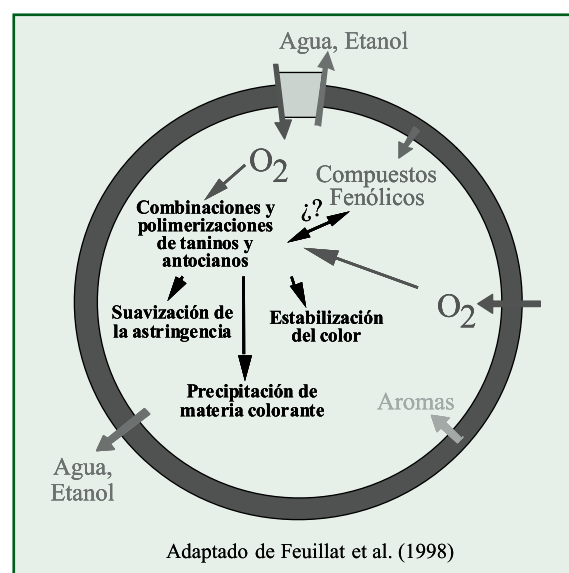 Agua, Etanol
O2
Compuestos
Fenólicos
¿?
Combinaciones y
polimerizaciones
de taninos y
antocianos
O2
Suavización de
la astringencia
Estabilización
del color
Precipitación de
materia colorante
Aromas
Agua,
Etanol
Adaptado de Feuillat et al. (1998)